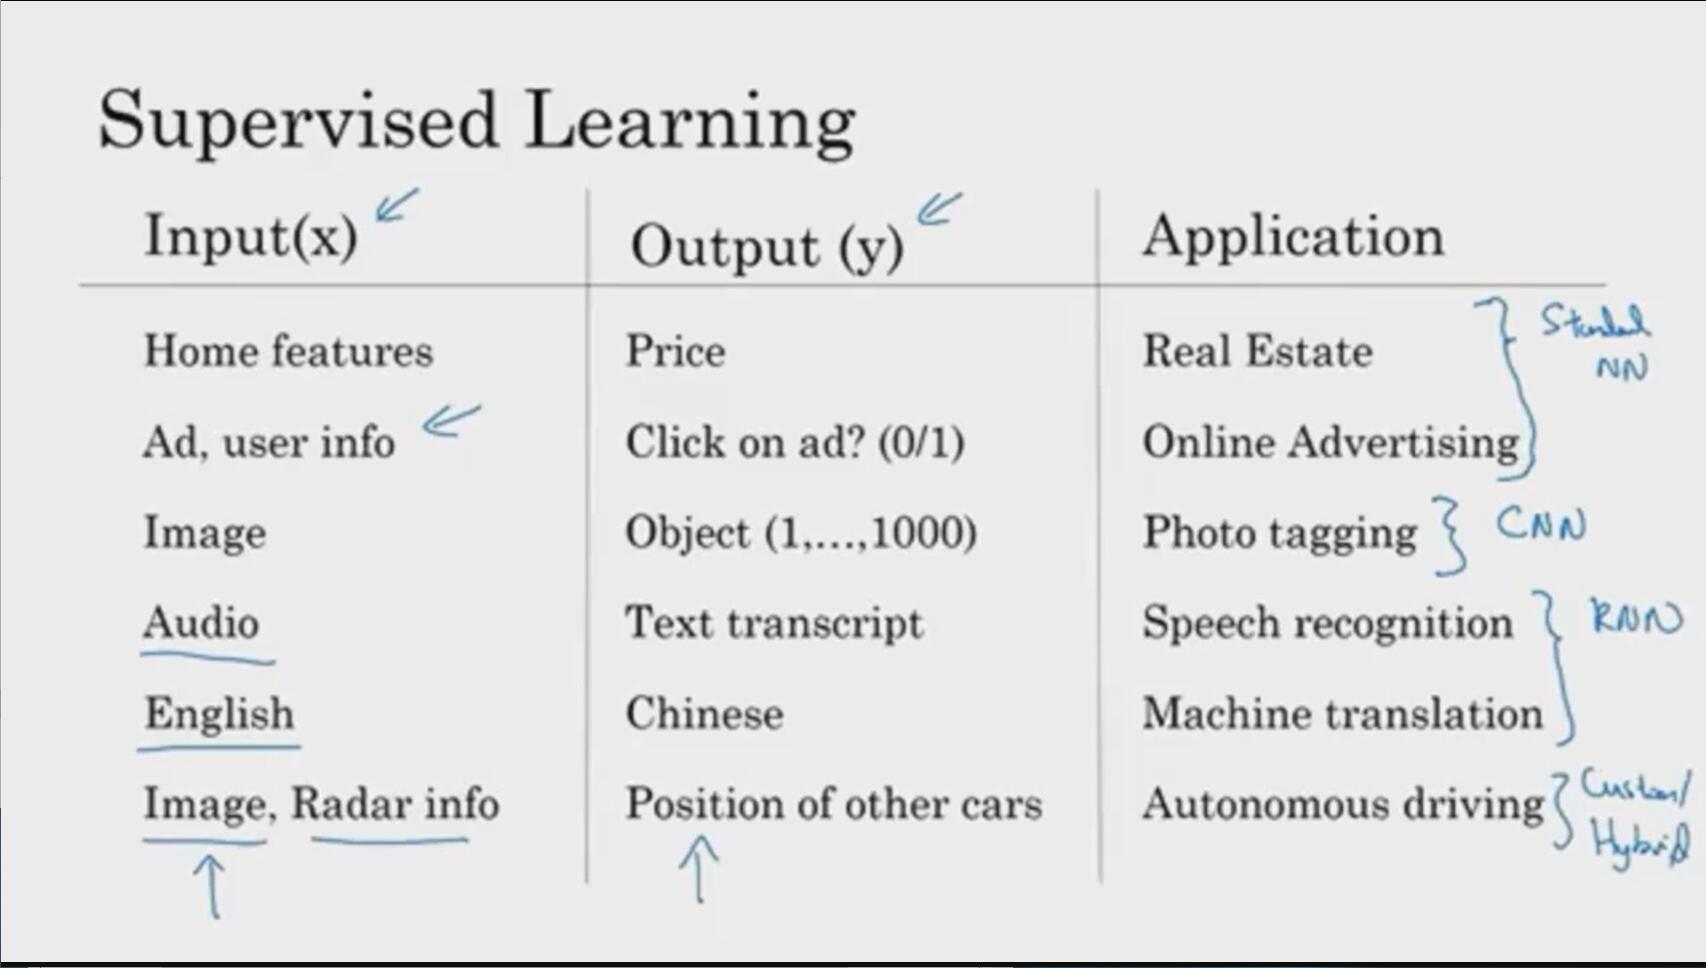 Supervised Learning
Input(x) Output (y) Application
Home features Price Real Estate Standard
NN
Ad, user info Click on ad? (0/1) Online Advertising
Image Object (1,...,1000) Photo tagging CNN
Audio Text transcript Speech recognition RNN
English Chinese Machine translation
Image, Radar info Position of other cars Autonomous driving Custom/
Hybrid